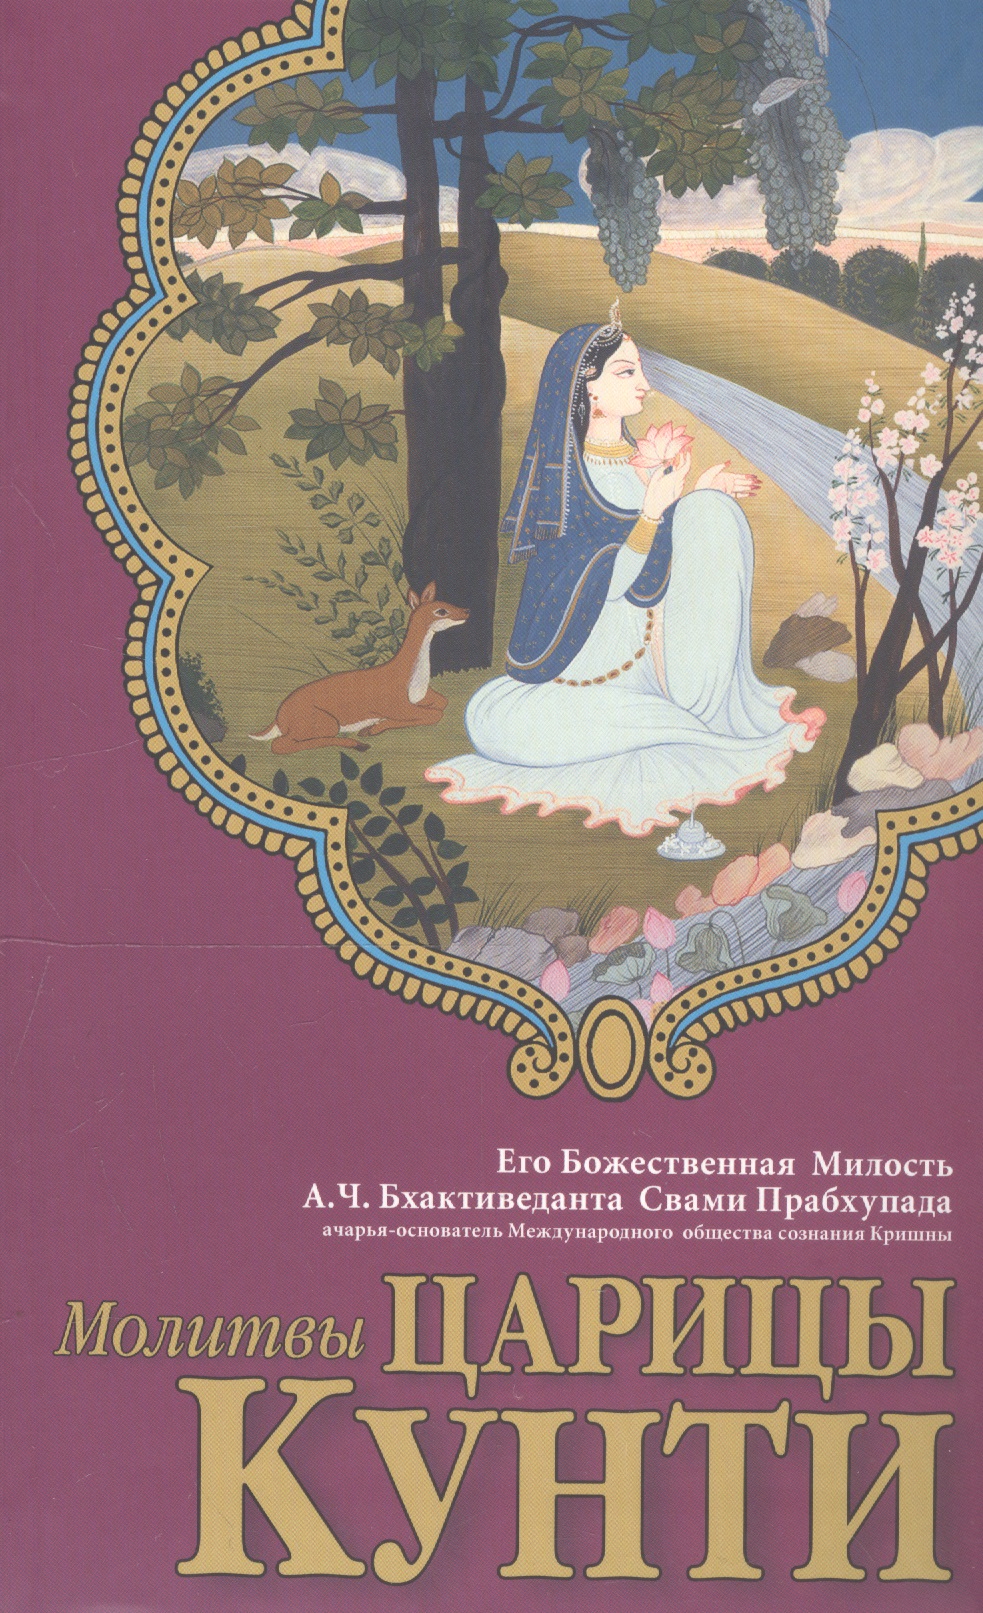 Его Божественная Милость
А.Ч. Бхактиведанта Свами Прабхупада
ачарья-основатель Международного общества сознания Кришны
Молитвы ЦАРИЦЫ
КУНТИ